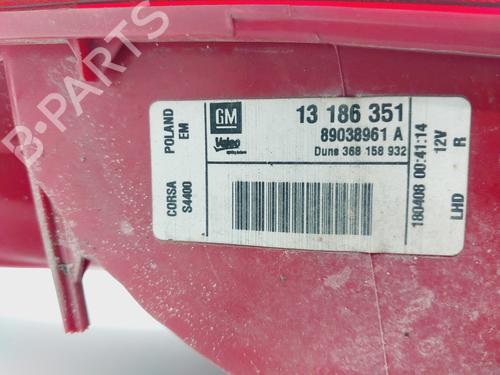 POLAND
EM
CORSA
S4400
GM
Valeo
13 186 351
89038961 A
Duns 368 158 932
12V
R
180408 00:41:14
LHD
B-PARTS